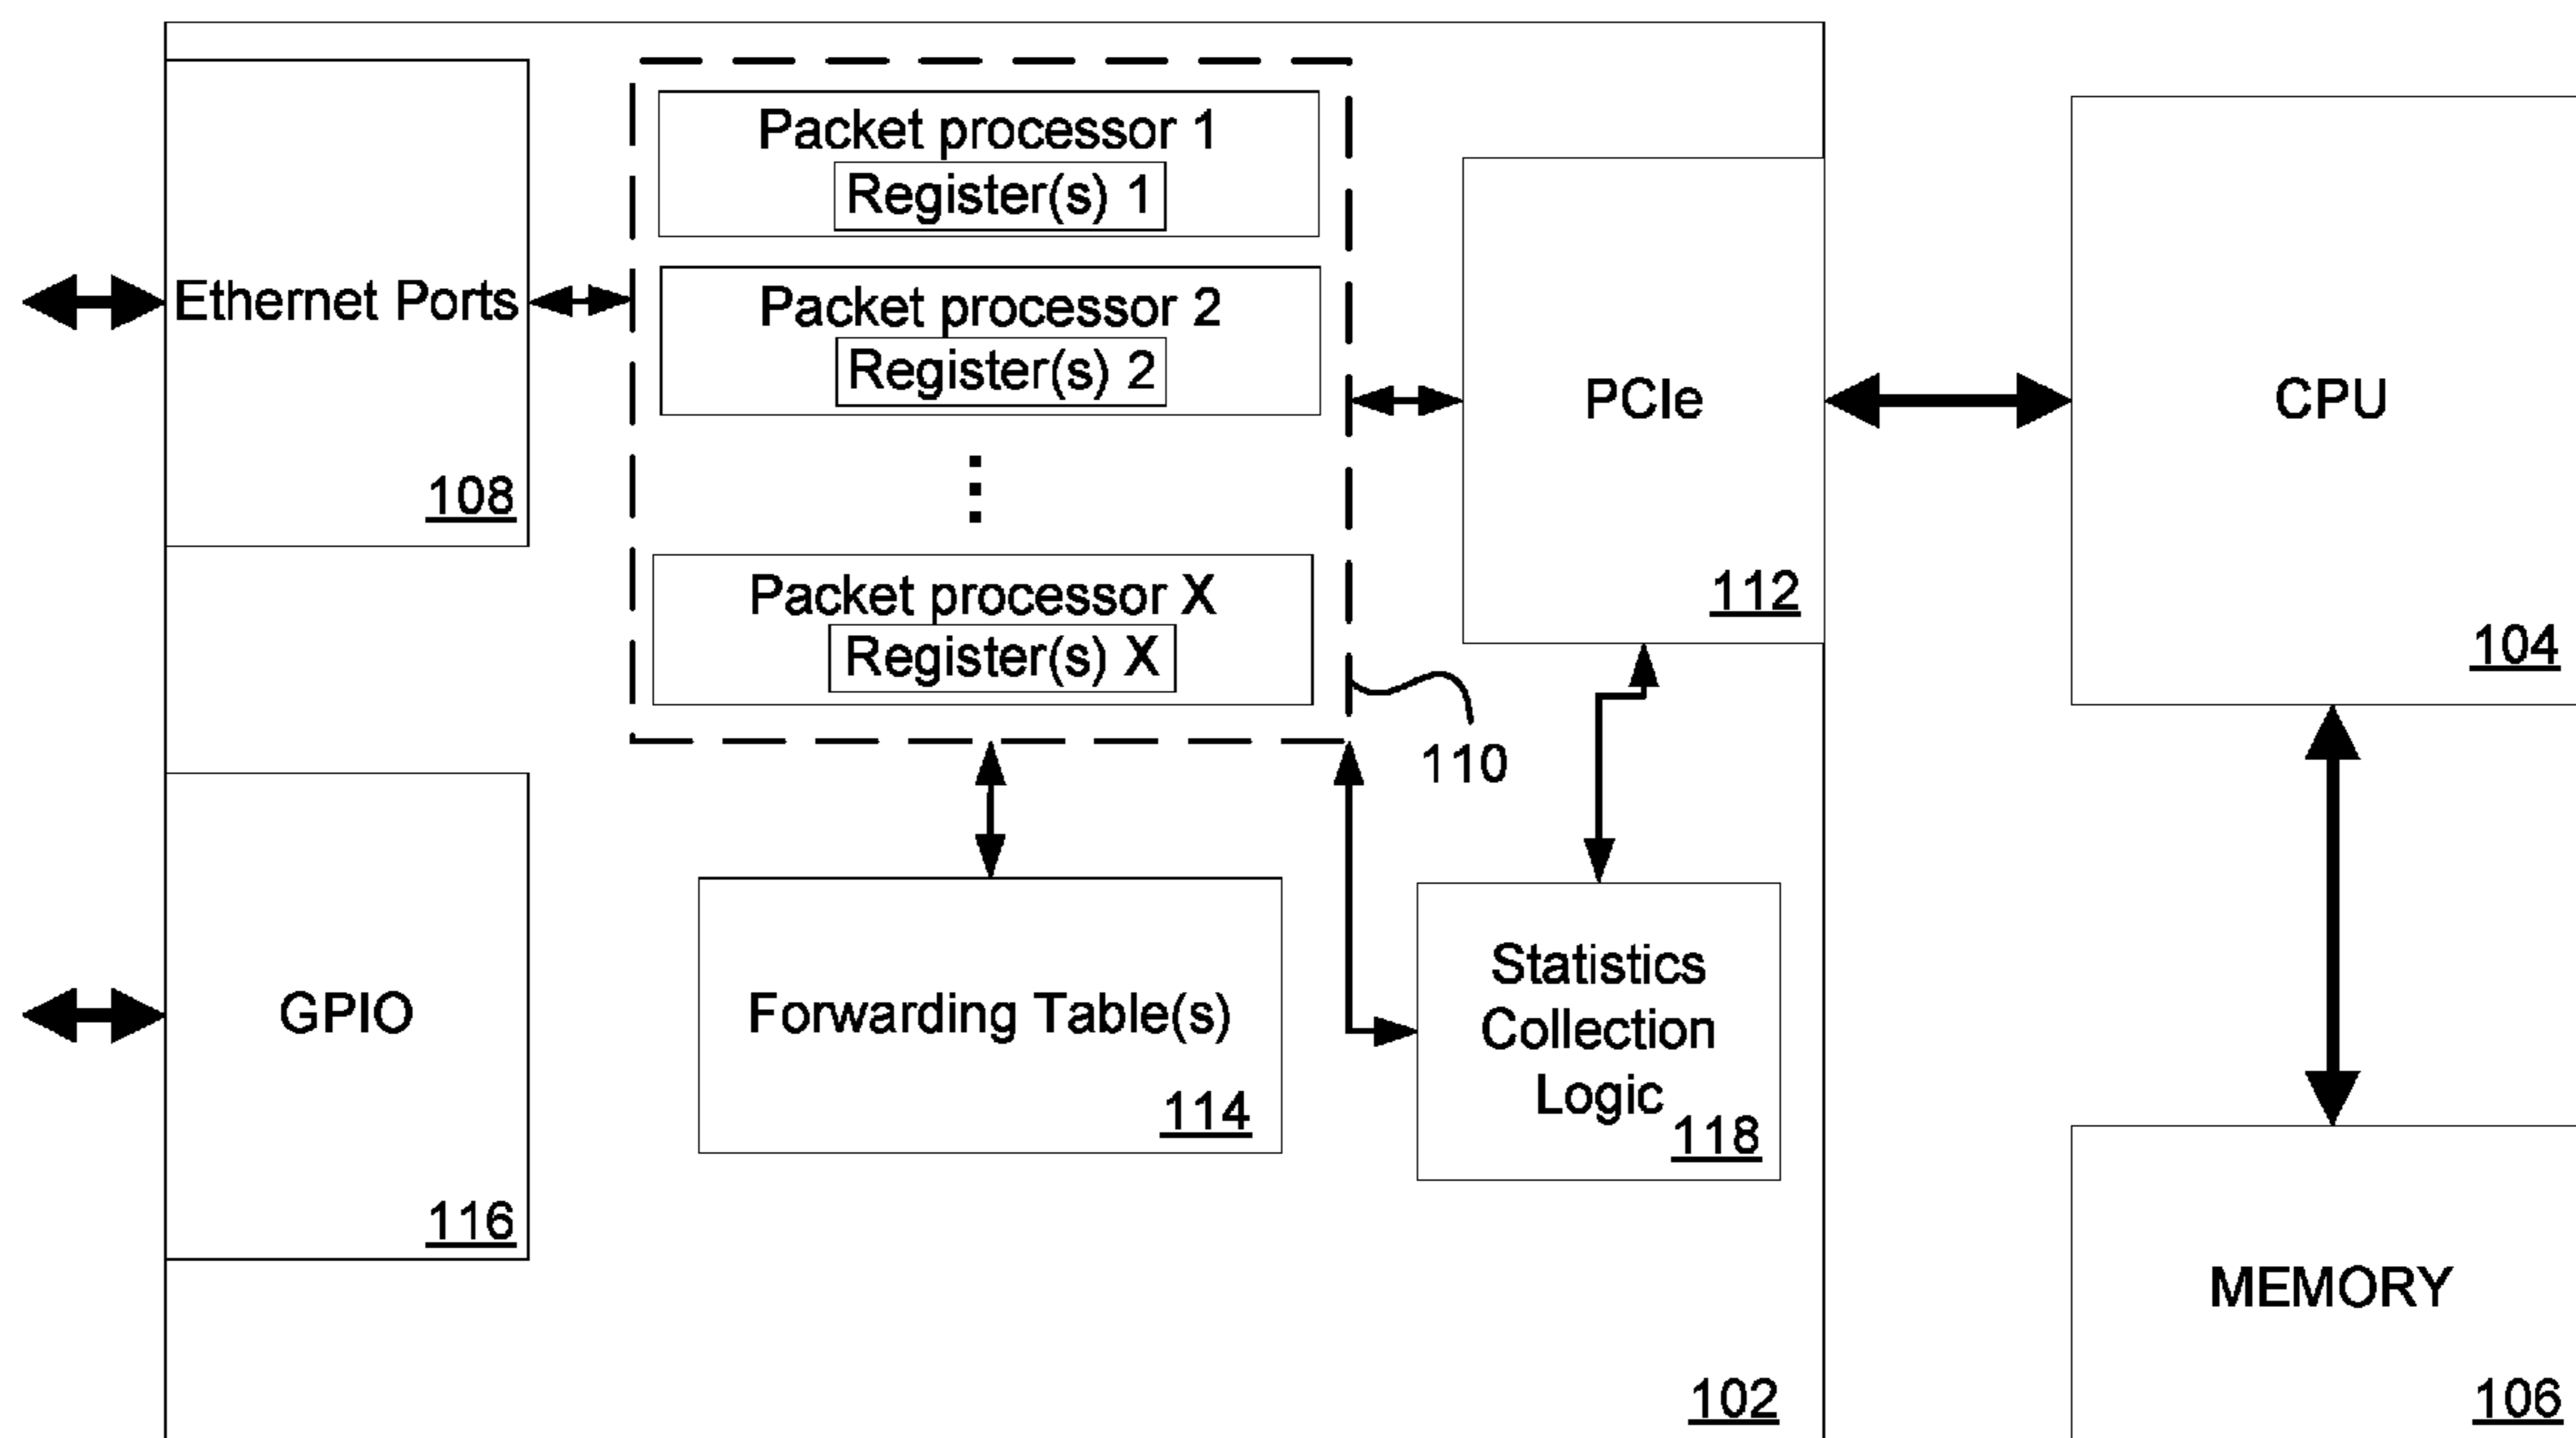 Packet processor 1
Register(s) 1
Packet processor 2
Register(s) 2
Packet processor X
Register(s) X
110
Ethernet Ports
108
PCIe
112
CPU
104
GPIO
116
Forwarding Table(s)
114
Statistics
Collection
Logic
118
MEMORY
106
102